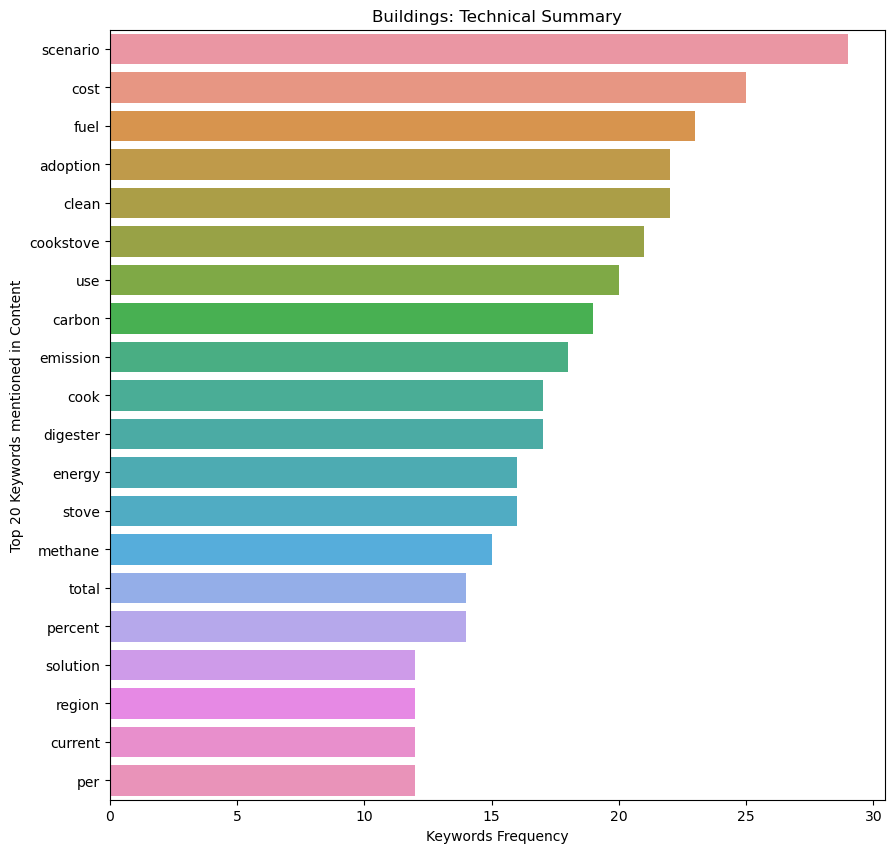 Buildings: Technical Summary
Top 20 Keywords mentioned in Content
scenario
cost
fuel
adoption
clean
cookstove
use
carbon
emission
cook
digester
energy
stove
methane
total
percent
solution
region
current
per
0 5 10 15 20 25 30
Keywords Frequency